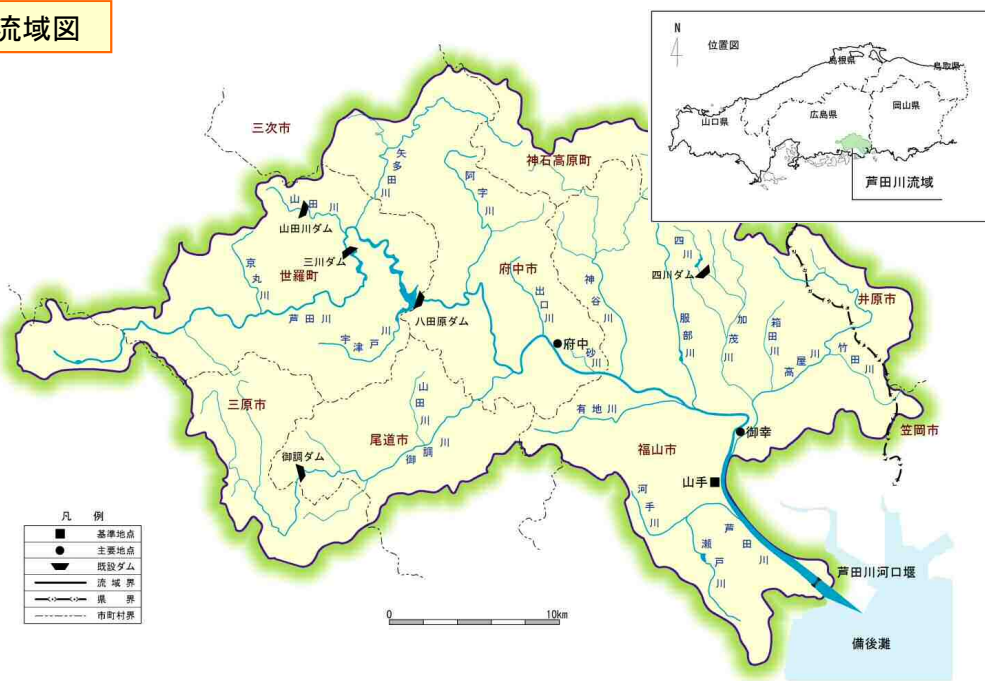 流域図
N
位置図
島根県
鳥取県
岡山県
広島県
山口県
芦田川流域
三次市
神石高原町
矢多田川
阿字川
山田川
山田川ダム
三川ダム
京丸川
世羅町
芦田川
宇津戸川
八田原ダム
府中市
出口川
神谷川
四川
四川ダム
井原市
服部川
加茂川
箱田川
高屋川
竹田川
府中
砂川
三原市
山田川
尾道市
御調川
御調ダム
有地川
福山市
御幸
笠岡市
山手
河手川
瀬戸川
芦田川
芦田川河口堰
備後灘
凡例
基準地点
主要地点
既設ダム
流域界
県界
市町村界
0
10km